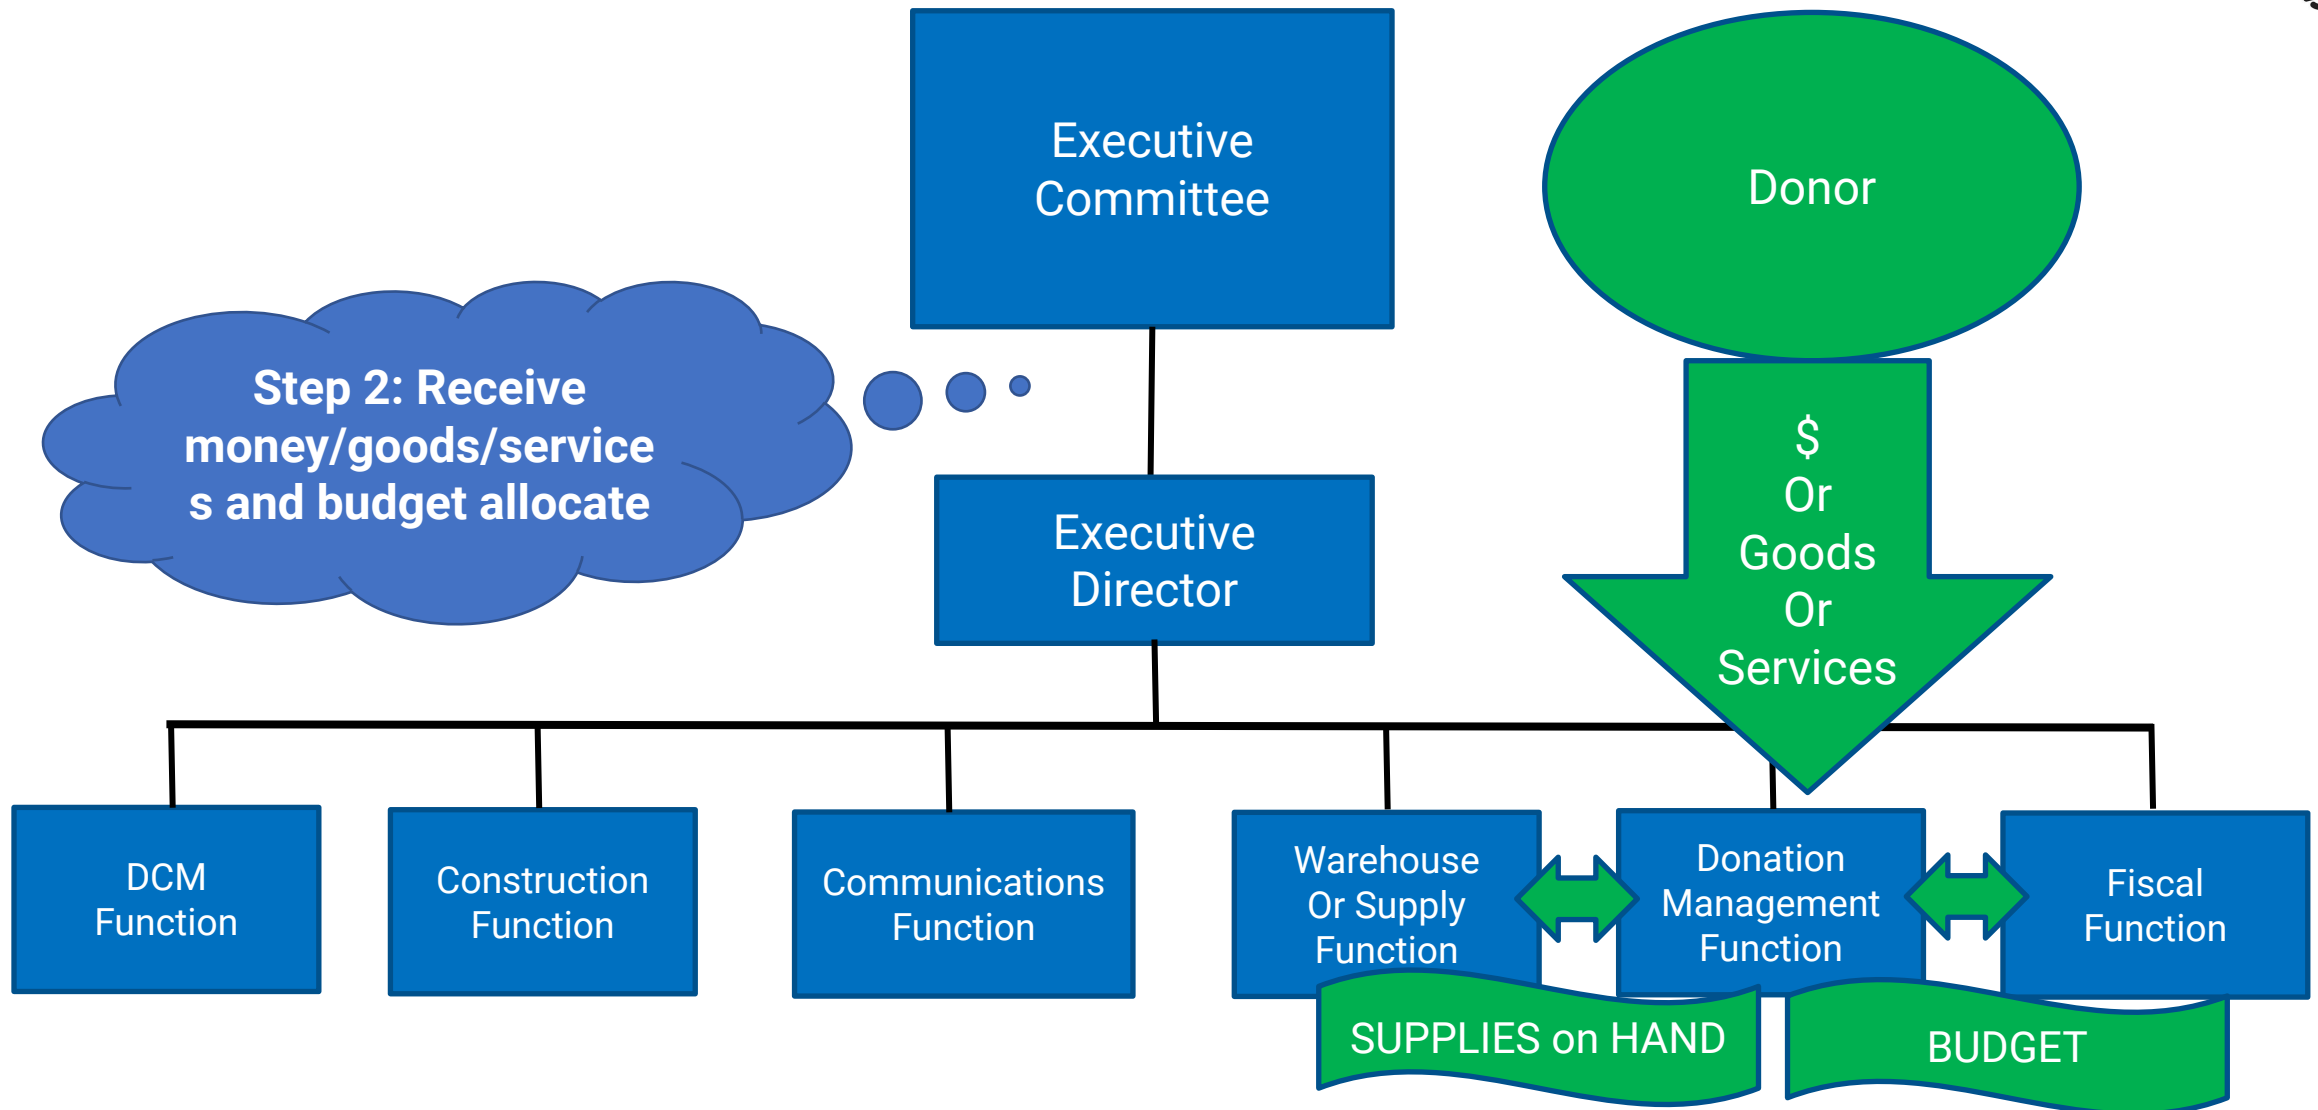 Executive
Committee
Donor
Step 2: Receive
money/goods/service
s and budget allocate
$
Or
Goods
Or
Services
Executive
Director
DCM
Function
Construction
Function
Communications
Function
Warehouse
Or Supply
Function
Donation
Management
Function
Fiscal
Function
SUPPLIES on HAND
BUDGET